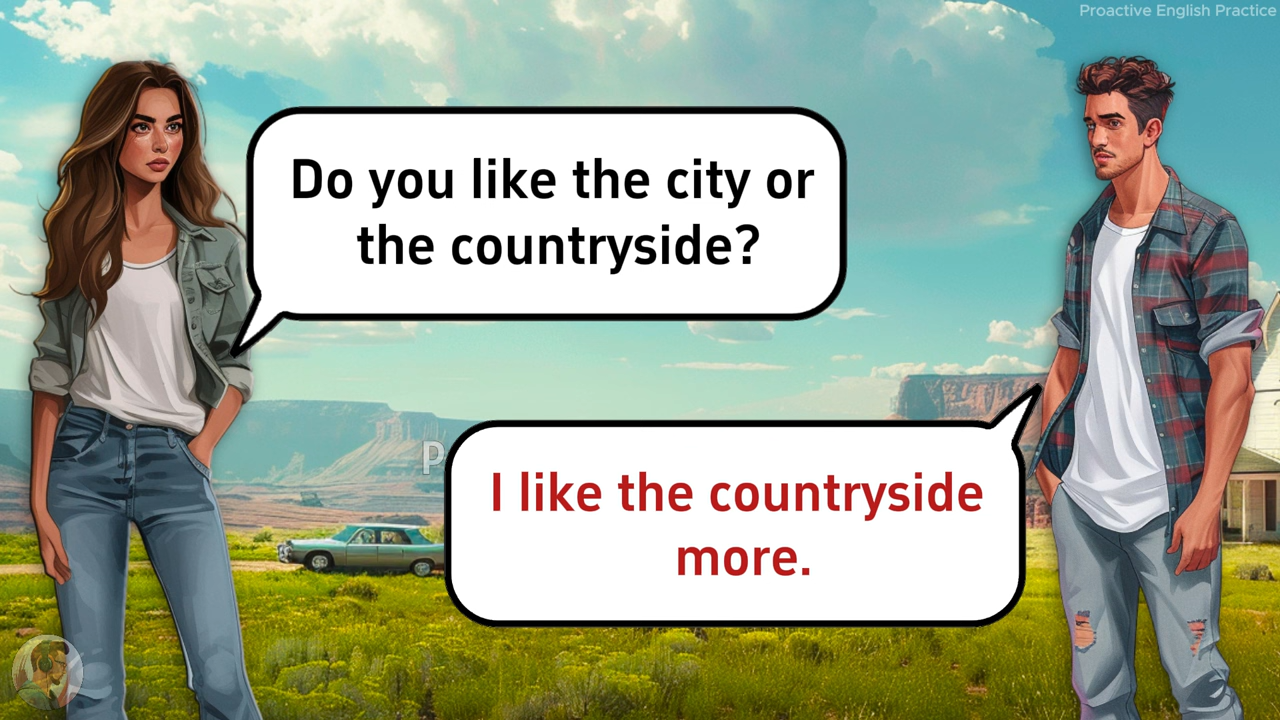 Proactive English Practice
Do you like the city or
the countryside?
I like the countryside
more.